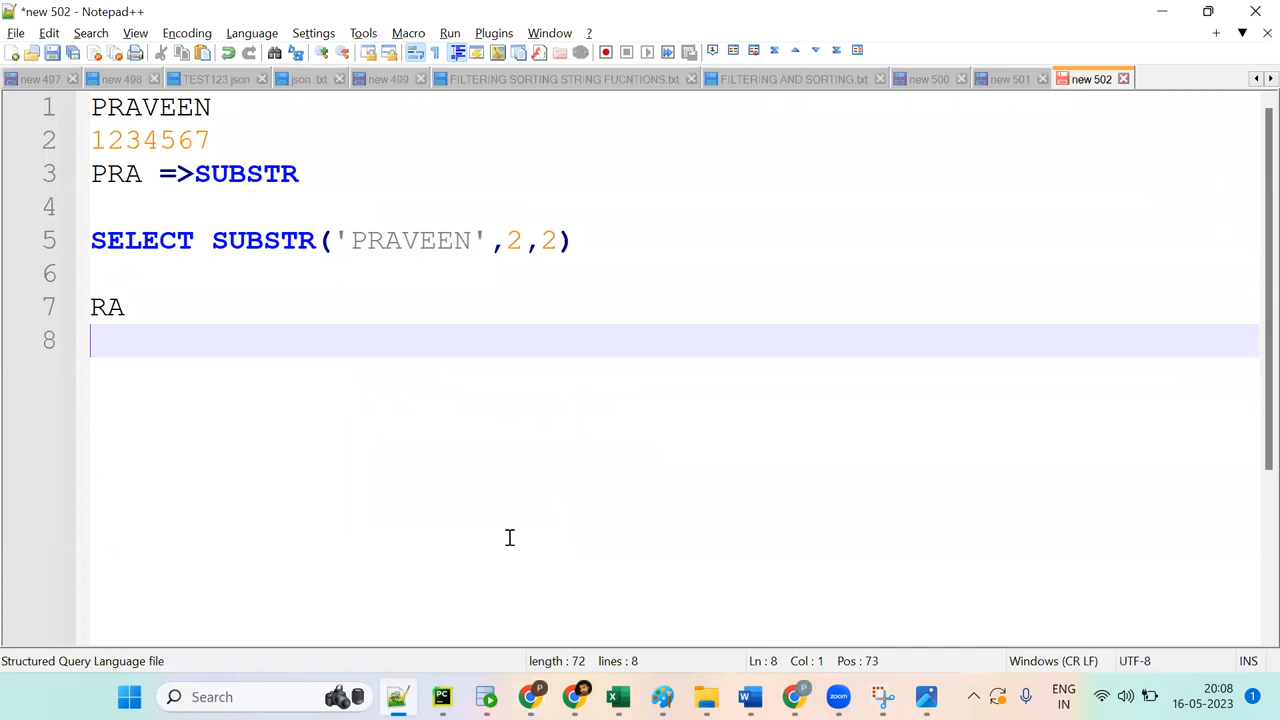 *new 502 - Notepad++
File Edit Search View Encoding Language Settings Tools Macro Run Plugins Window ?
new 497 new 498 TEST123.json json .txt new 499 FILTERING SORTING STRING FUCNTIONS.txt FILTERING AND SORTING.txt new 500 new 501 new 502
1 PRAVEEN
2 1234567
3 PRA =>SUBSTR
4
5 SELECT SUBSTR('PRAVEEN',2,2)
6
7 RA
8
Structured Query Language file length : 72 lines : 8 Ln : 8 Col : 1 Pos : 73 Windows (CR LF) UTF-8 INS
Search ENG IN 20:08 16-05-2023 1